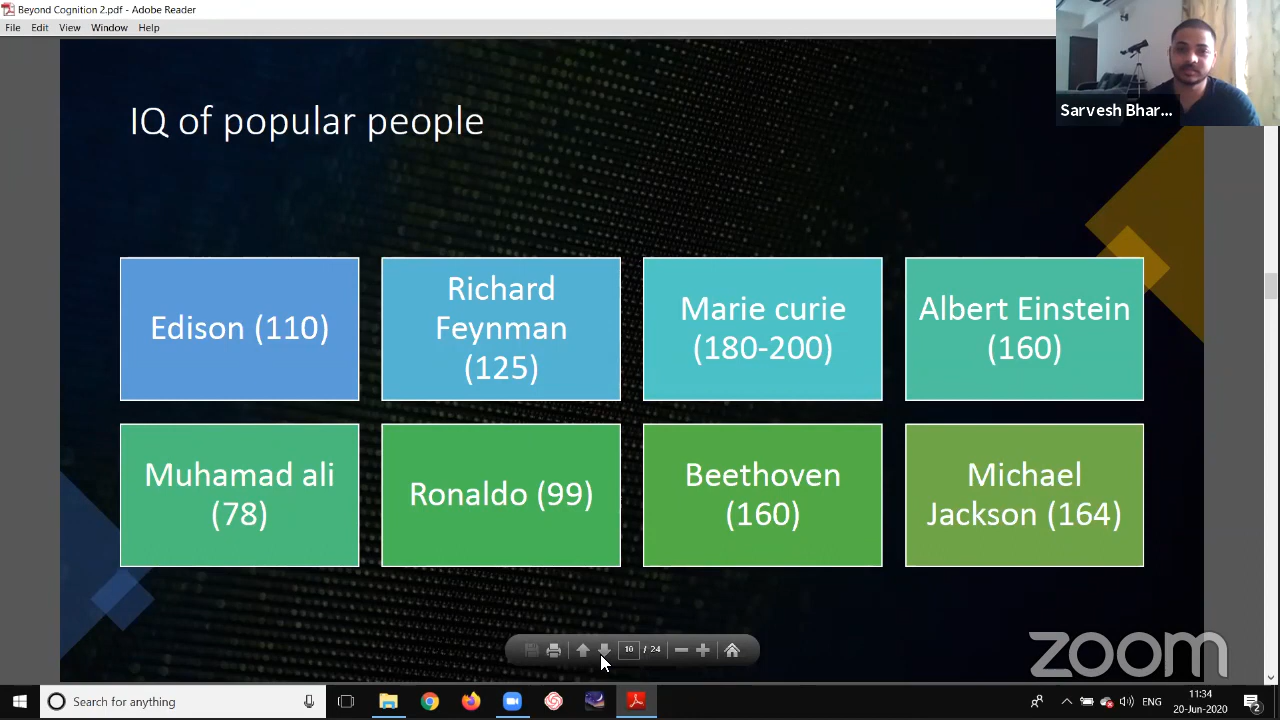 Beyond Cognition 2.pdf - Adobe Reader
File Edit View Window Help
Sarvesh Bhar...
IQ of popular people
Edison (110)
Richard
Feynman
(125)
Marie curie
(180-200)
Albert Einstein
(160)
Muhamad ali
(78)
Ronaldo (99)
Beethoven
(160)
Michael
Jackson (164)
10 / 24
zoom
Search for anything
ENG
11:34
20-Jun-2020
2